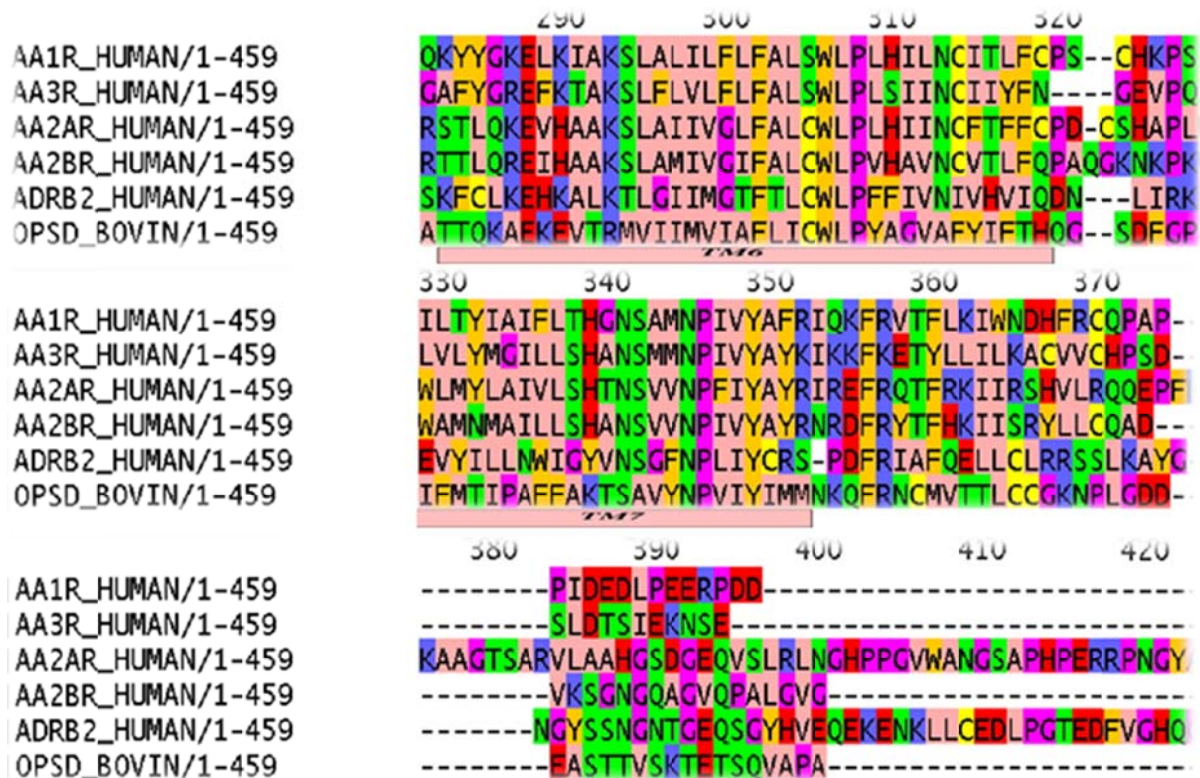 290 300 310 320
AA1R_HUMAN/1-459 QKYYGKELKIAKSLALILFLFALSWLPLHILNCITLFCPS--CHKPS
AA3R_HUMAN/1-459 GAFYGREFKTAKSLFLVLFLFALSWLPLSIINCIIYFN----GEVPQ
AA2AR_HUMAN/1-459 RSTLQKEVHAAKSLAIIVGLFALCWLPLHIINCFTFFCPD-CSHAPL
AA2BR_HUMAN/1-459 RTTLQREIHAAKSLAMIVGIFALCWLPVHAVNCVTLFQPAQGKNKPK
ADRB2_HUMAN/1-459 SKFCLKEHKALKTLGIIMGTFTLCWLPFFIVNIVHVIQDN---LIRK
OPSD_BOVIN/1-459 ATTQKAEKEVTRMVIIMVIAFLICWLPYAGVAFYIFTHQG--SDFGP
TM6
330 340 350 360 370
AA1R_HUMAN/1-459 ILTYIAIFLTHGNSAMNPIVYAFRIQKFRVTFLKIWNDHFRCQPAP-
AA3R_HUMAN/1-459 LVLYMGILLSHANSMMNPIVYAYKIKKFKETYLLILKACVVCHPSD-
AA2AR_HUMAN/1-459 WLMYLAIVLSHTNSVVNPFIYAYRIREFRQTFRKIIRSHVLRQQEPF
AA2BR_HUMAN/1-459 WAMNMAILLSHANSVVNPIVYAYRNRDFRYTFHKIISRYLLCQAD--
ADRB2_HUMAN/1-459 EVYILLNWIGYVNSGFNPLIYCRS-PDFRIAFQELLCLRRSSLKAYG
OPSD_BOVIN/1-459 IFMTIPAFFAKTSAVYNPVIYIMMNKQFRNCMVTTLCCGKNPLGDD-
TM7
380 390 400 410 420
AA1R_HUMAN/1-459 --------PIDEDLPEERPDD--------------------------
AA3R_HUMAN/1-459 --------SLDTSIEKNSE----------------------------
AA2AR_HUMAN/1-459 KAAGTSARVLAAHGSDGEQVSLRLNGHPPGVWANGSAPHPERRPNGY
AA2BR_HUMAN/1-459 --------VKSGNGQAGVQPALGVG----------------------
ADRB2_HUMAN/1-459 -------NGYSSNGNTGEQSGYHVEQEKENKLLCEDLPGTEDFVGHQ
OPSD_BOVIN/1-459 --------EASTTVSKTETSQVAPA----------------------